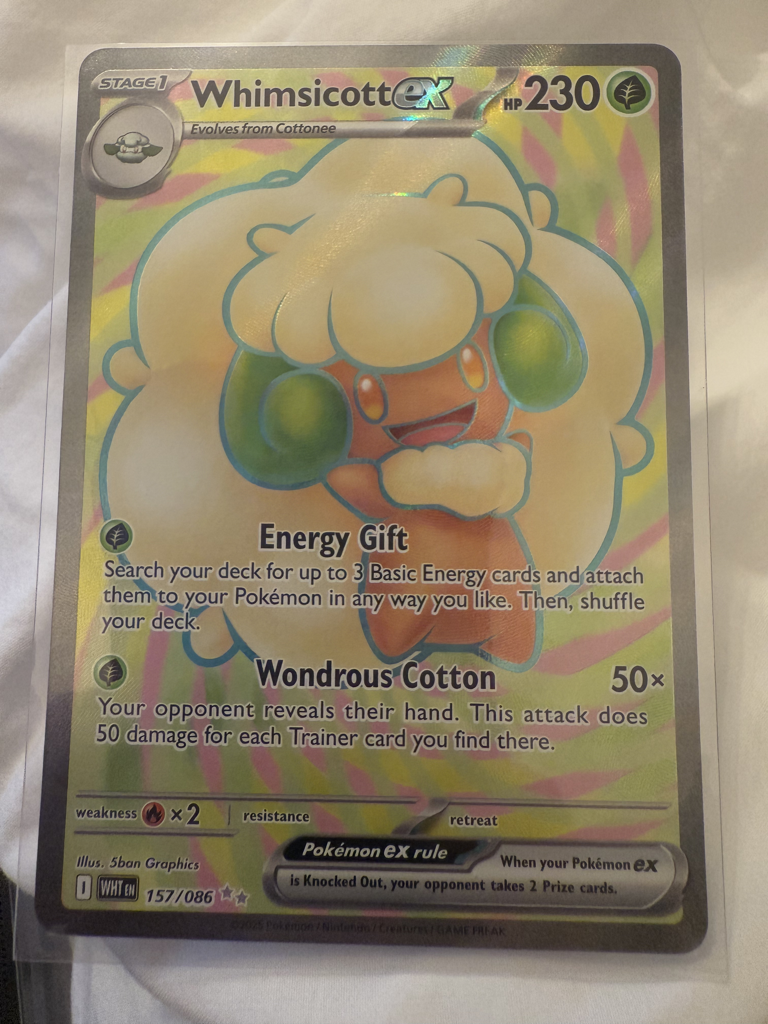 STAGE1
Whimsicott ex HP 230
Evolves from Cottonee
Energy Gift
Search your deck for up to 3 Basic Energy cards and attach
them to your Pokémon in any way you like. Then, shuffle
your deck.
Wondrous Cotton 50×
Your opponent reveals their hand. This attack does
50 damage for each Trainer card you find there.
weakness ×2 resistance retreat
Pokémon ex rule When your Pokémon ex
is Knocked Out, your opponent takes 2 Prize cards.
Illus. 5ban Graphics
I WHT EN 157/086
©2025 Pokémon / Nintendo / Creatures / GAME FREAK